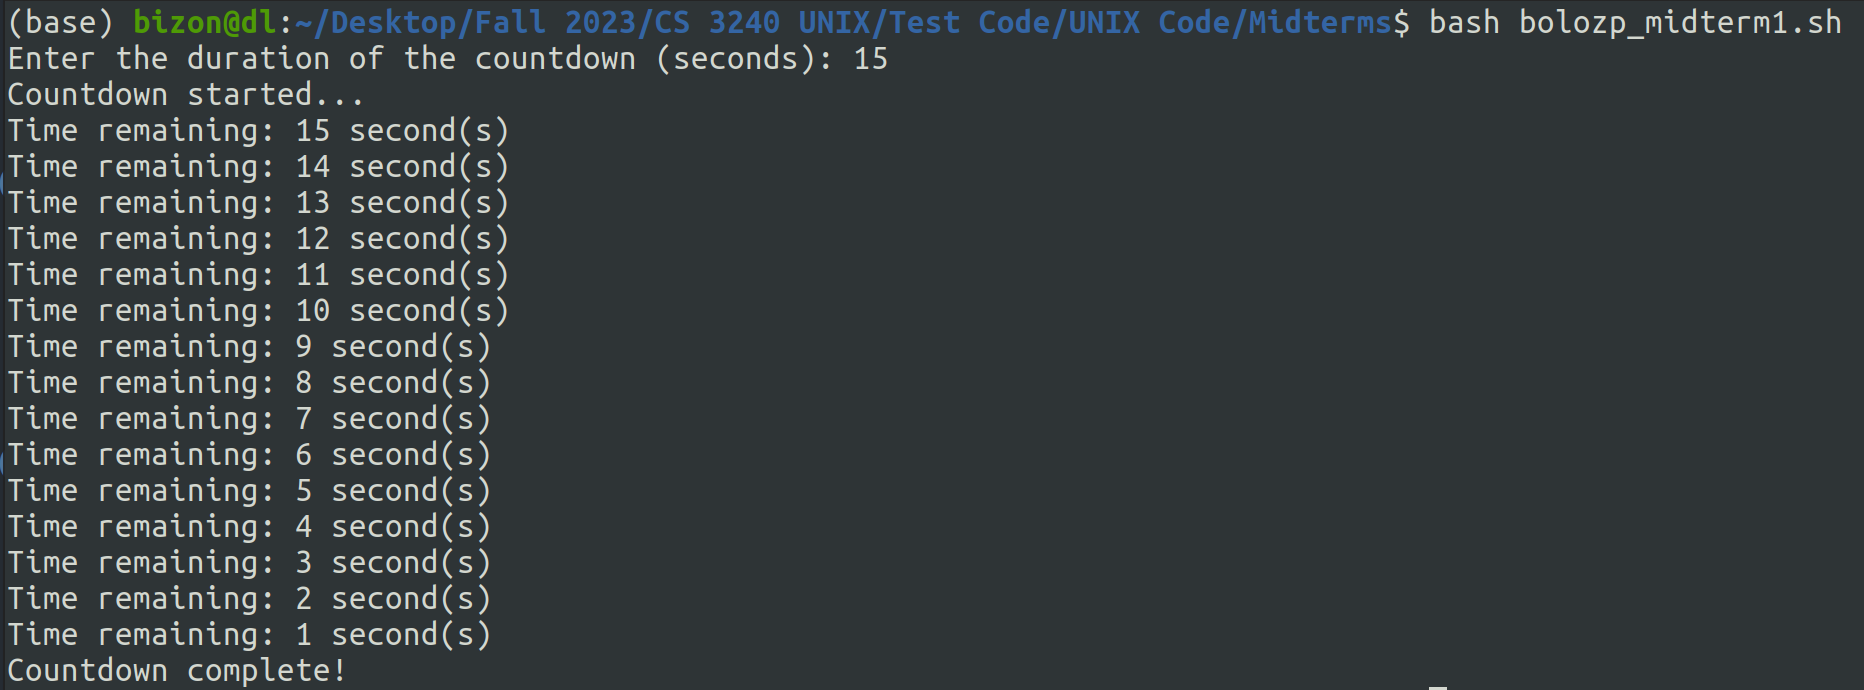 (base) bizon@dl:~/Desktop/Fall 2023/CS 3240 UNIX/Test Code/UNIX Code/Midterms$ bash bolozp_midterm1.sh
Enter the duration of the countdown (seconds): 15
Countdown started...
Time remaining: 15 second(s)
Time remaining: 14 second(s)
Time remaining: 13 second(s)
Time remaining: 12 second(s)
Time remaining: 11 second(s)
Time remaining: 10 second(s)
Time remaining: 9 second(s)
Time remaining: 8 second(s)
Time remaining: 7 second(s)
Time remaining: 6 second(s)
Time remaining: 5 second(s)
Time remaining: 4 second(s)
Time remaining: 3 second(s)
Time remaining: 2 second(s)
Time remaining: 1 second(s)
Countdown complete!